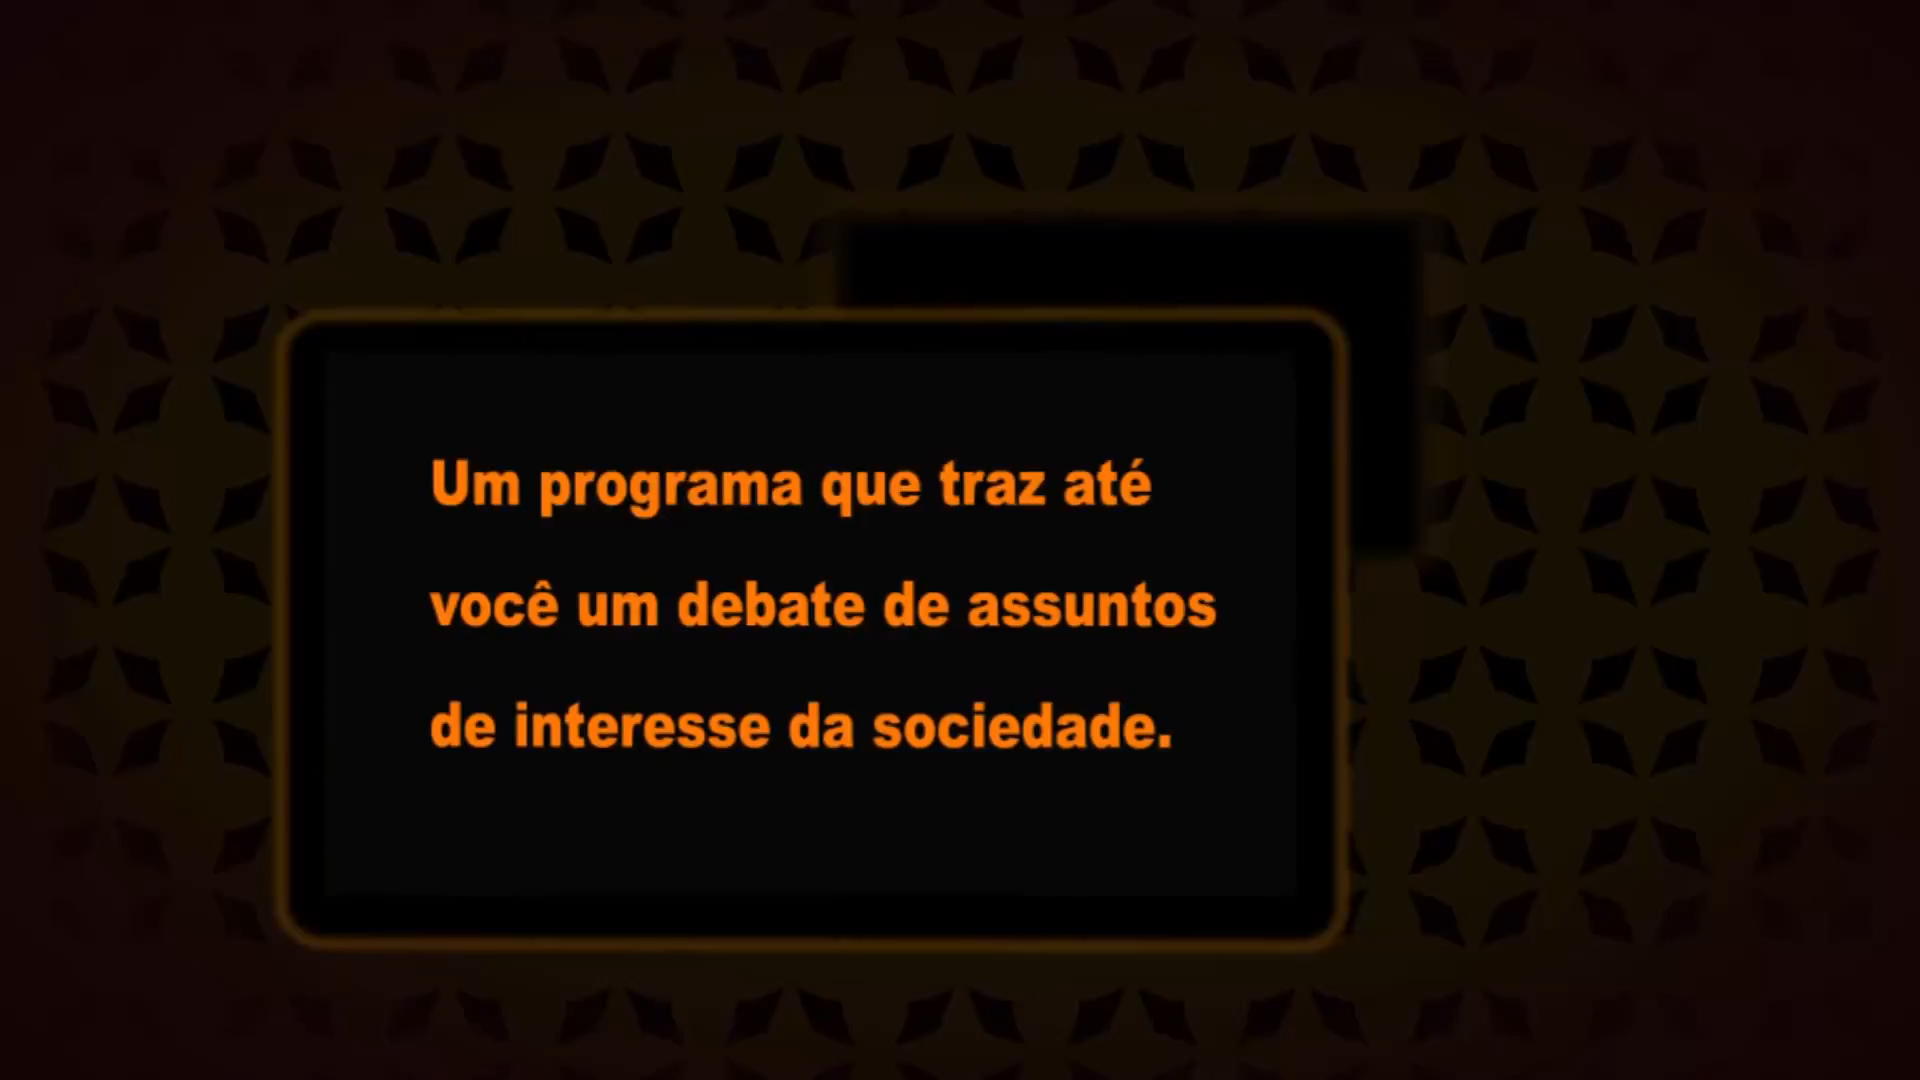 Um programa que traz até
você um debate de assuntos
de interesse da sociedade.